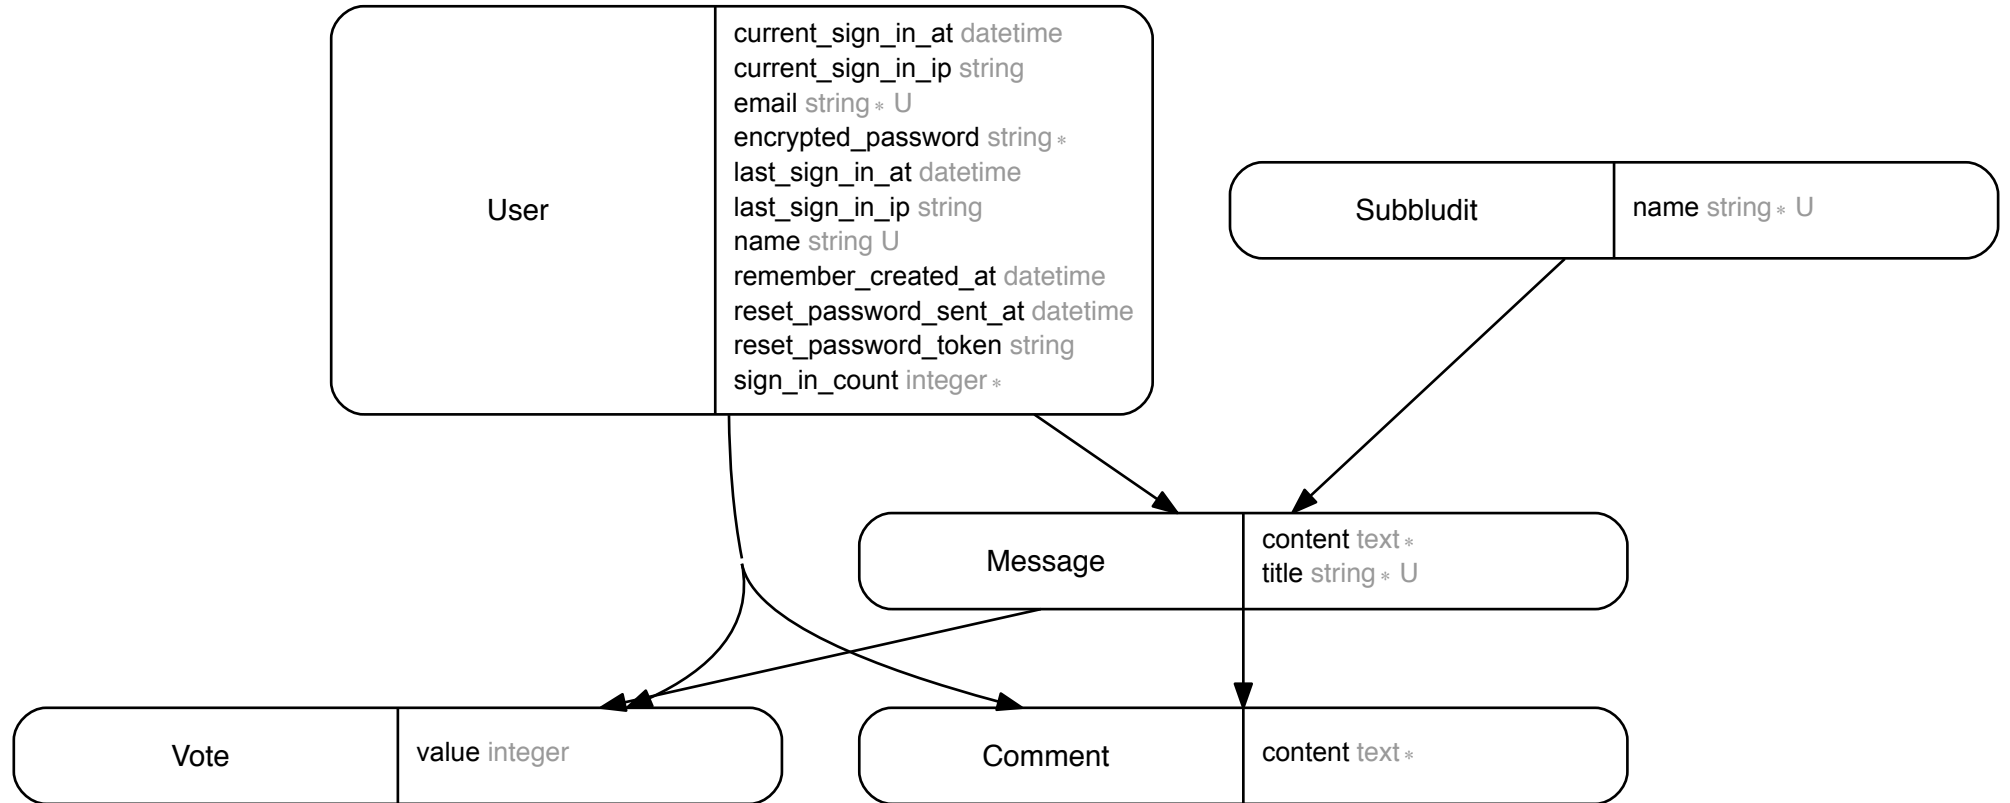 User
current_sign_in_at datetime
current_sign_in_ip string
email string * U
encrypted_password string *
last_sign_in_at datetime
last_sign_in_ip string
name string U
remember_created_at datetime
reset_password_sent_at datetime
reset_password_token string
sign_in_count integer *
Subbludit
name string * U
Message
content text *
title string * U
Vote
value integer
Comment
content text *